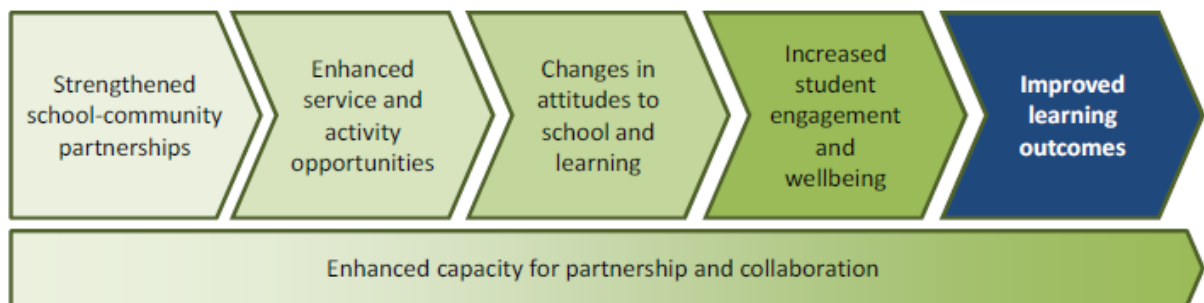 Strengthened
school-community
partnerships
Enhanced
service and
activity
opportunities
Changes in
attitudes to
school and
learning
Increased
student
engagement
and
wellbeing
Improved
learning
outcomes
Enhanced capacity for partnership and collaboration